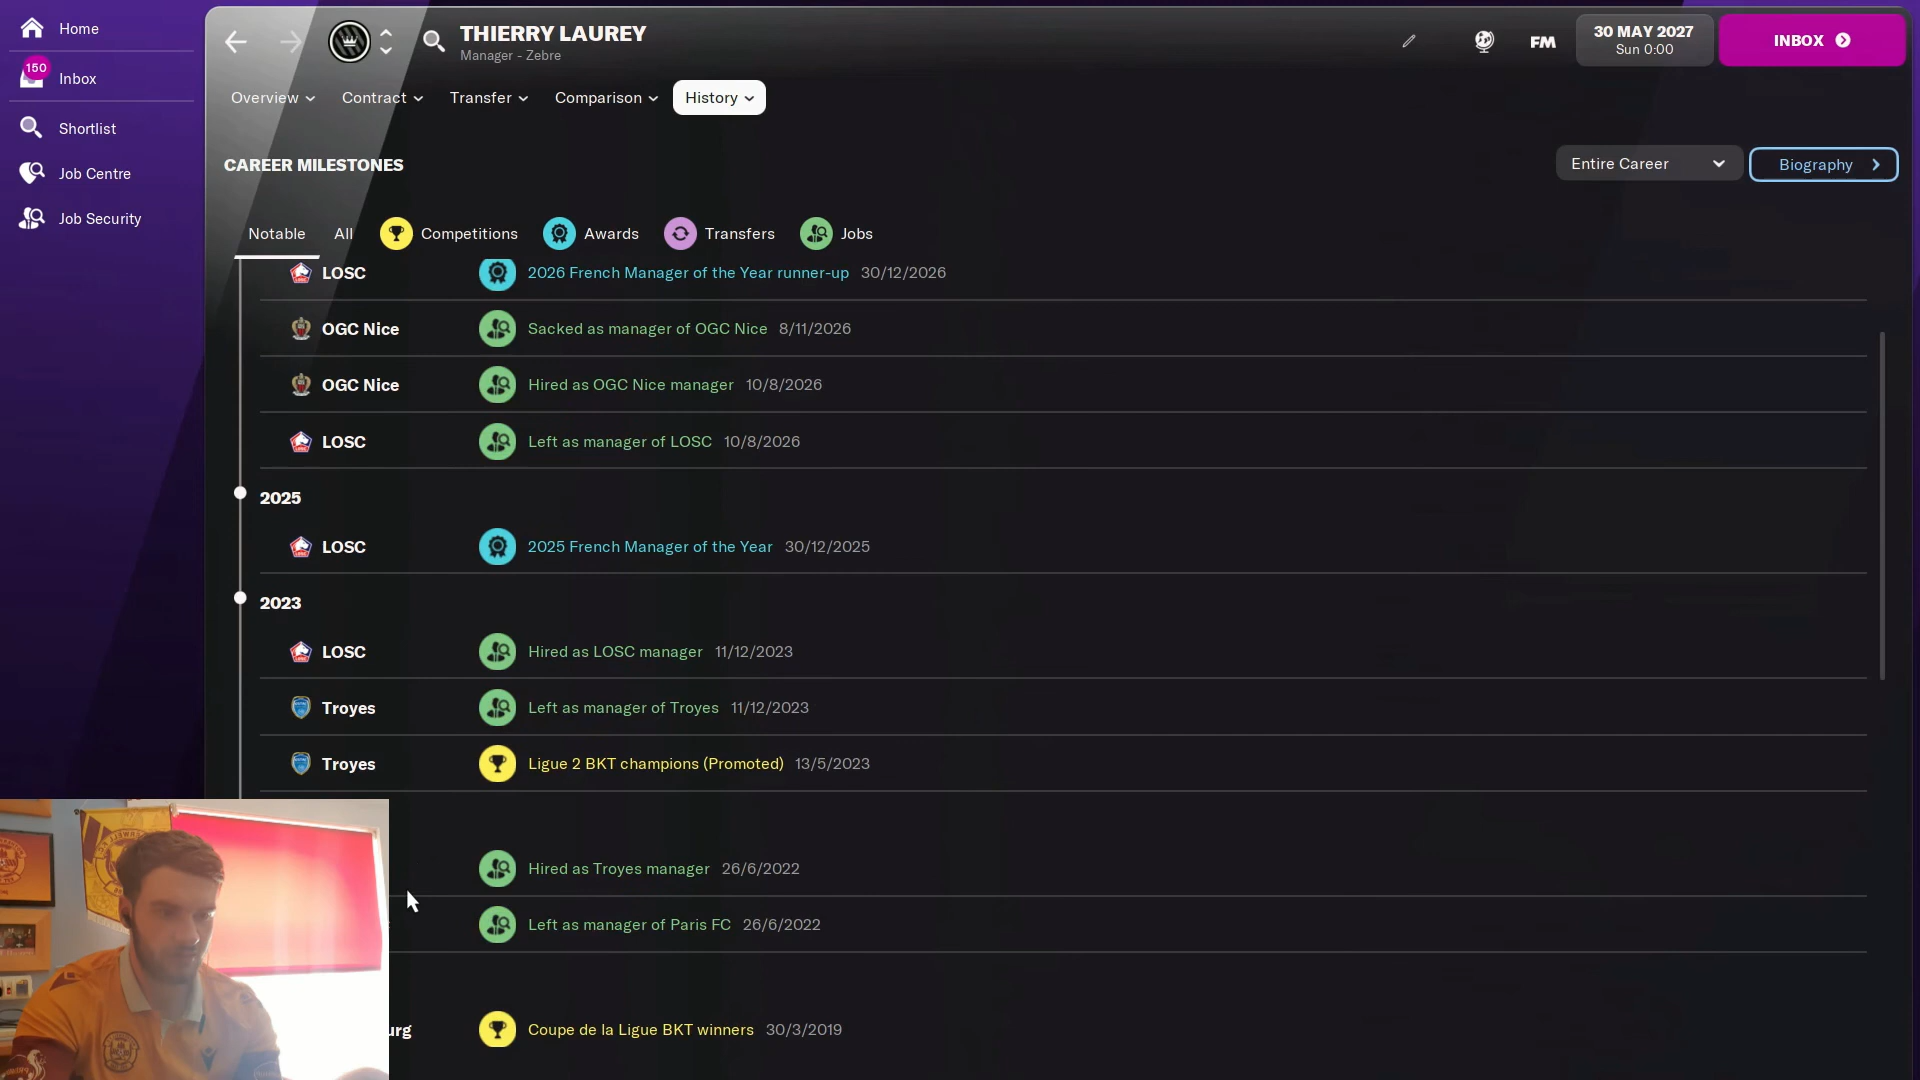 Home
THIERRY LAUREY
Manager - Zebre
FM
30 MAY 2027
Sun 0:00
INBOX
150
Inbox
Overview
Contract
Transfer
Comparison
History
Shortlist
Job Centre
Job Security
CAREER MILESTONES
Entire Career
Biography
Notable
All
Competitions
Awards
Transfers
Jobs
LOSC 2026 French Manager of the Year runner-up 30/12/2026
OGC Nice Sacked as manager of OGC Nice 8/11/2026
OGC Nice Hired as OGC Nice manager 10/8/2026
LOSC Left as manager of LOSC 10/8/2026
2025
LOSC 2025 French Manager of the Year 30/12/2025
2023
LOSC Hired as LOSC manager 11/12/2023
Troyes Left as manager of Troyes 11/12/2023
Troyes Ligue 2 BKT champions (Promoted) 13/5/2023
Hired as Troyes manager 26/6/2022
Left as manager of Paris FC 26/6/2022
urg Coupe de la Ligue BKT winners 30/3/2019